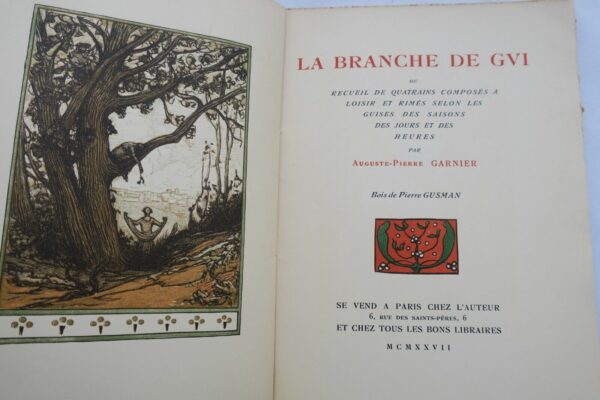 LA BRANCHE DE GVI
OU
RECUEIL DE QUATRAINS COMPOSÉS A
LOISIR ET RIMÉS SELON LES
GUISES DES SAISONS
DES JOURS ET DES
HEURES
PAR
AUGUSTE-PIERRE GARNIER
Bois de Pierre GUSMAN
SE VEND A PARIS CHEZ L'AUTEUR
6, RUE DES SAINTS-PÈRES, 6
ET CHEZ TOUS LES BONS LIBRAIRES
MCMXXVII